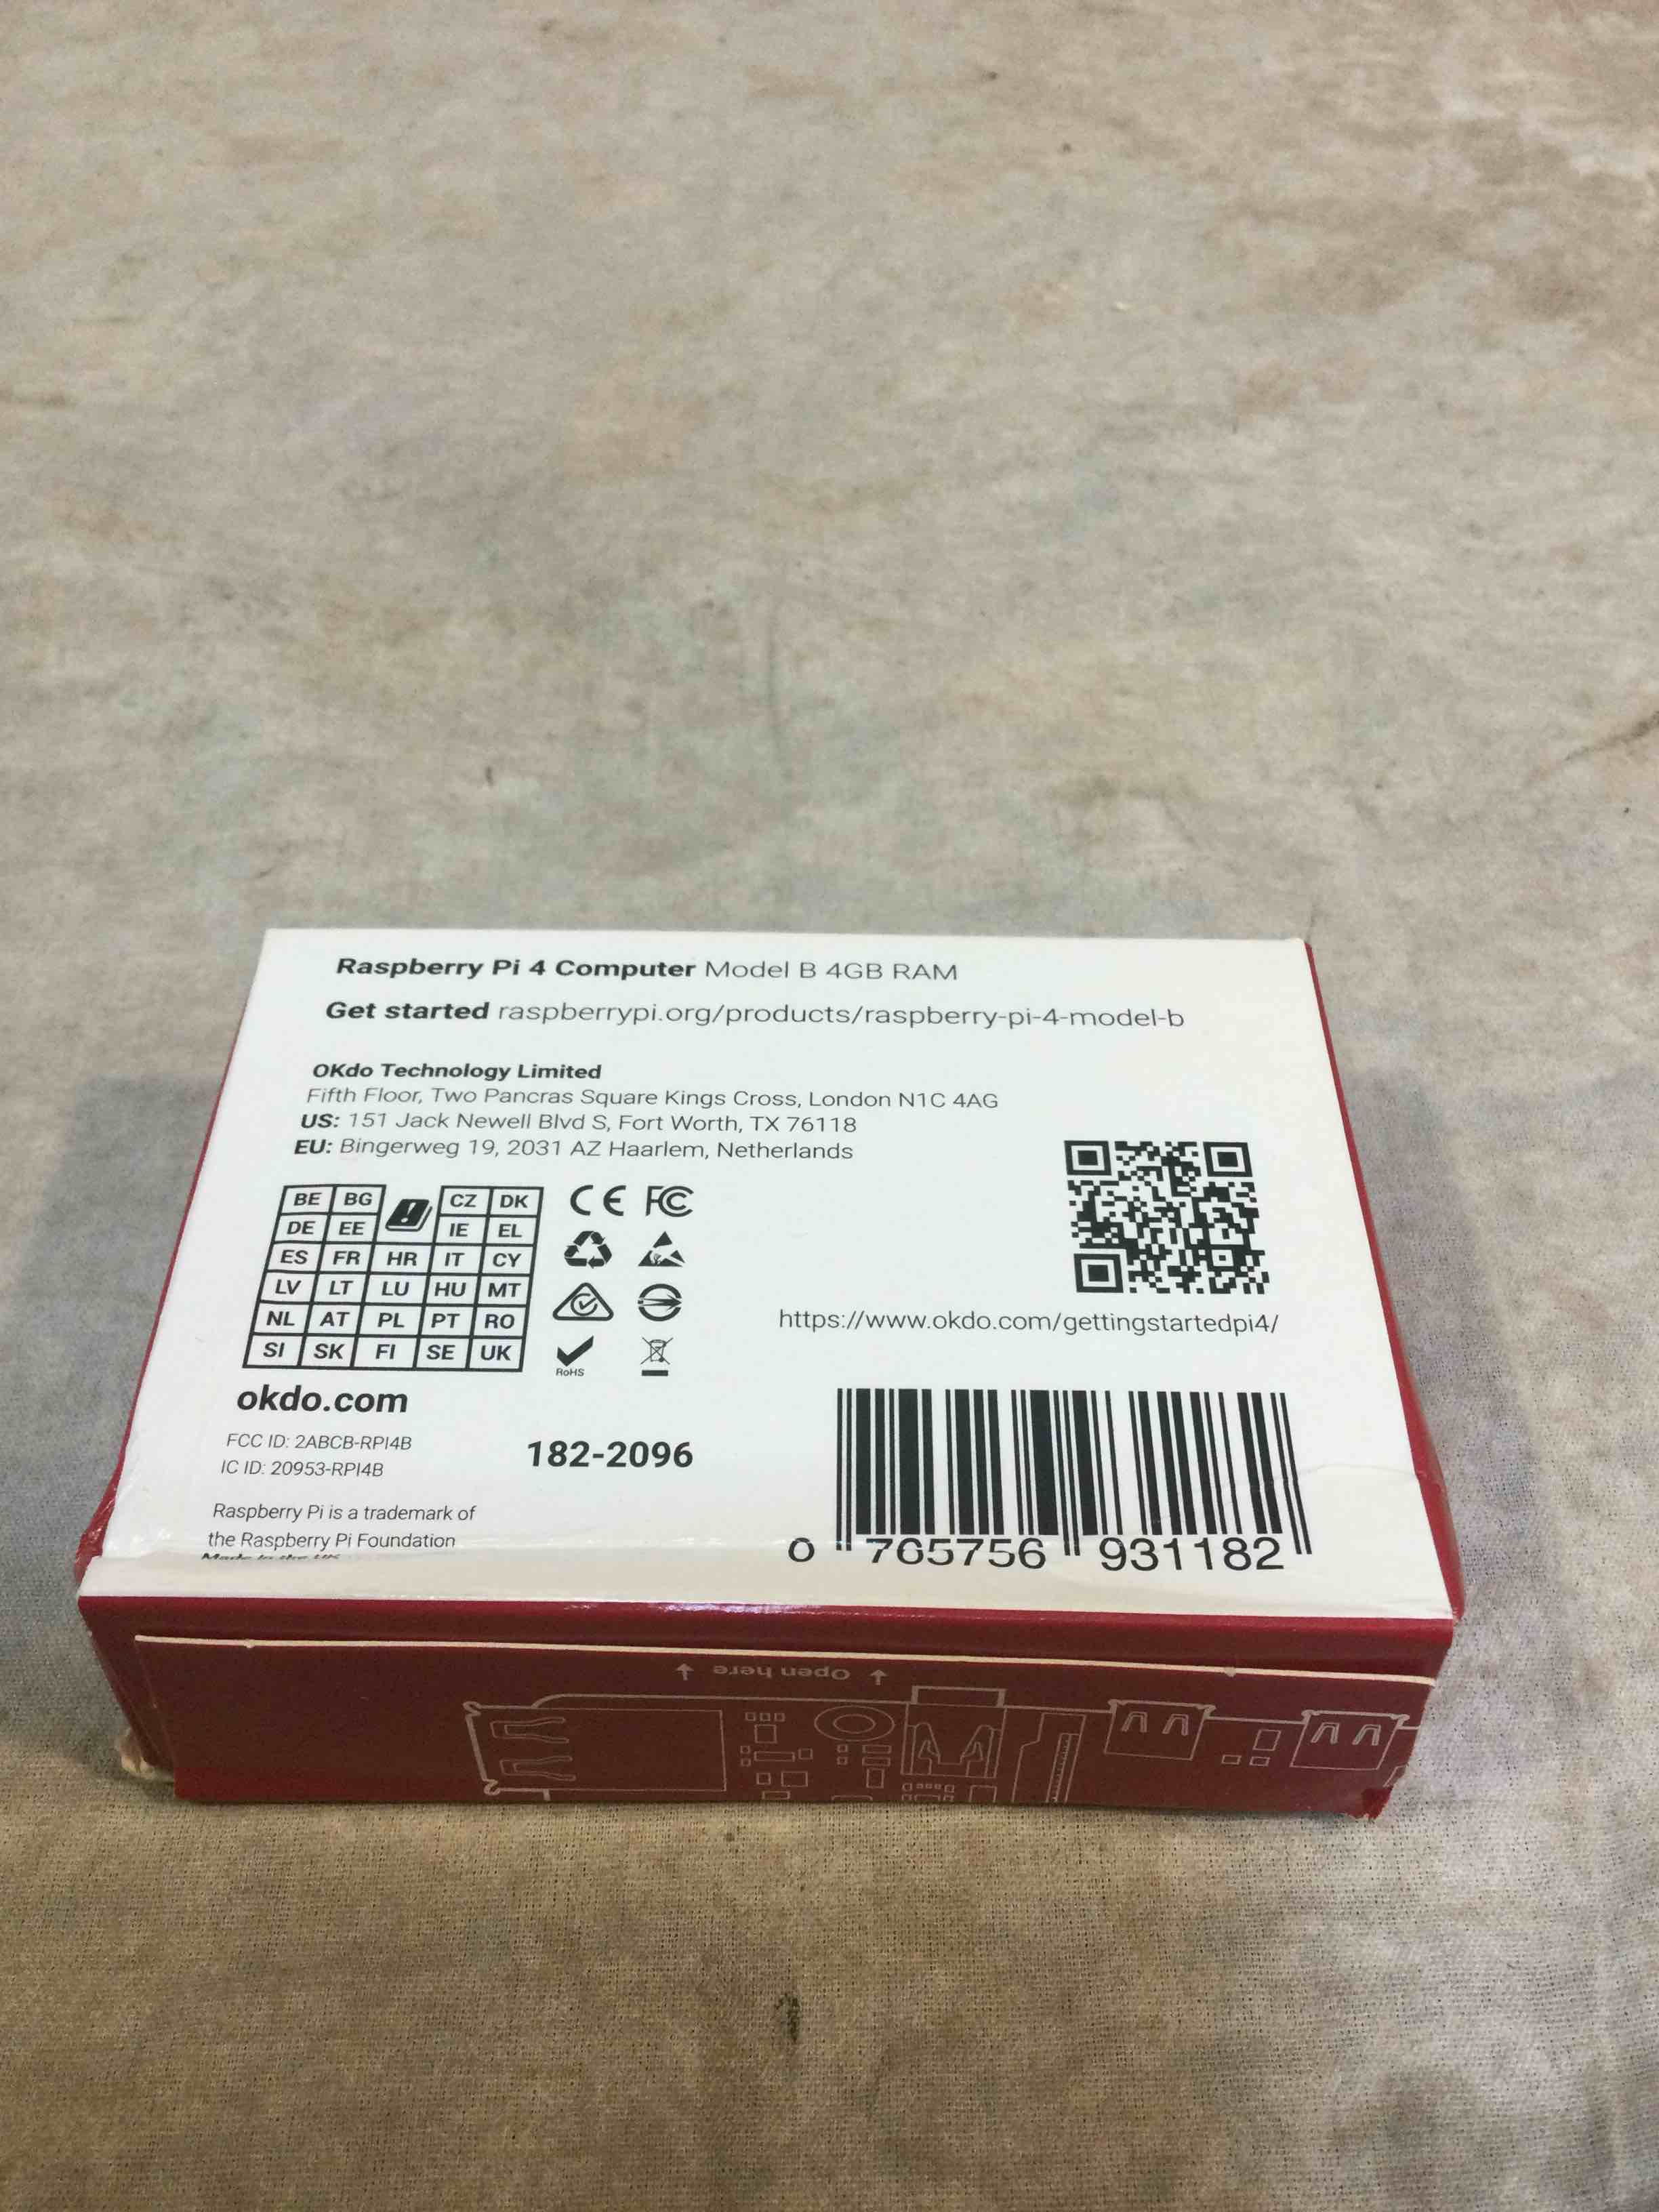 Raspberry Pi 4 Computer Model B 4GB RAM
Get started raspberrypi.org/products/raspberry-pi-4-model-b
OKdo Technology Limited
Fifth Floor, Two Pancras Square Kings Cross, London N1C 4AG
US: 151 Jack Newell Blvd S, Fort Worth, TX 76118
EU: Bingerweg 19, 2031 AZ Haarlem, Netherlands
BE BG CZ DK
DE EE IE EL
ES FR HR IT CY
LV LT LU HU MT
NL AT PL PT RO
SI SK FI SE UK
CE FC
RoHS
https://www.okdo.com/gettingstartedpi4/
okdo.com
FCC ID: 2ABCB-RPI4B
IC ID: 20953-RPI4B
182-2096
Raspberry Pi is a trademark of
the Raspberry Pi Foundation
Made in the UK
0 765756 931182
Open here